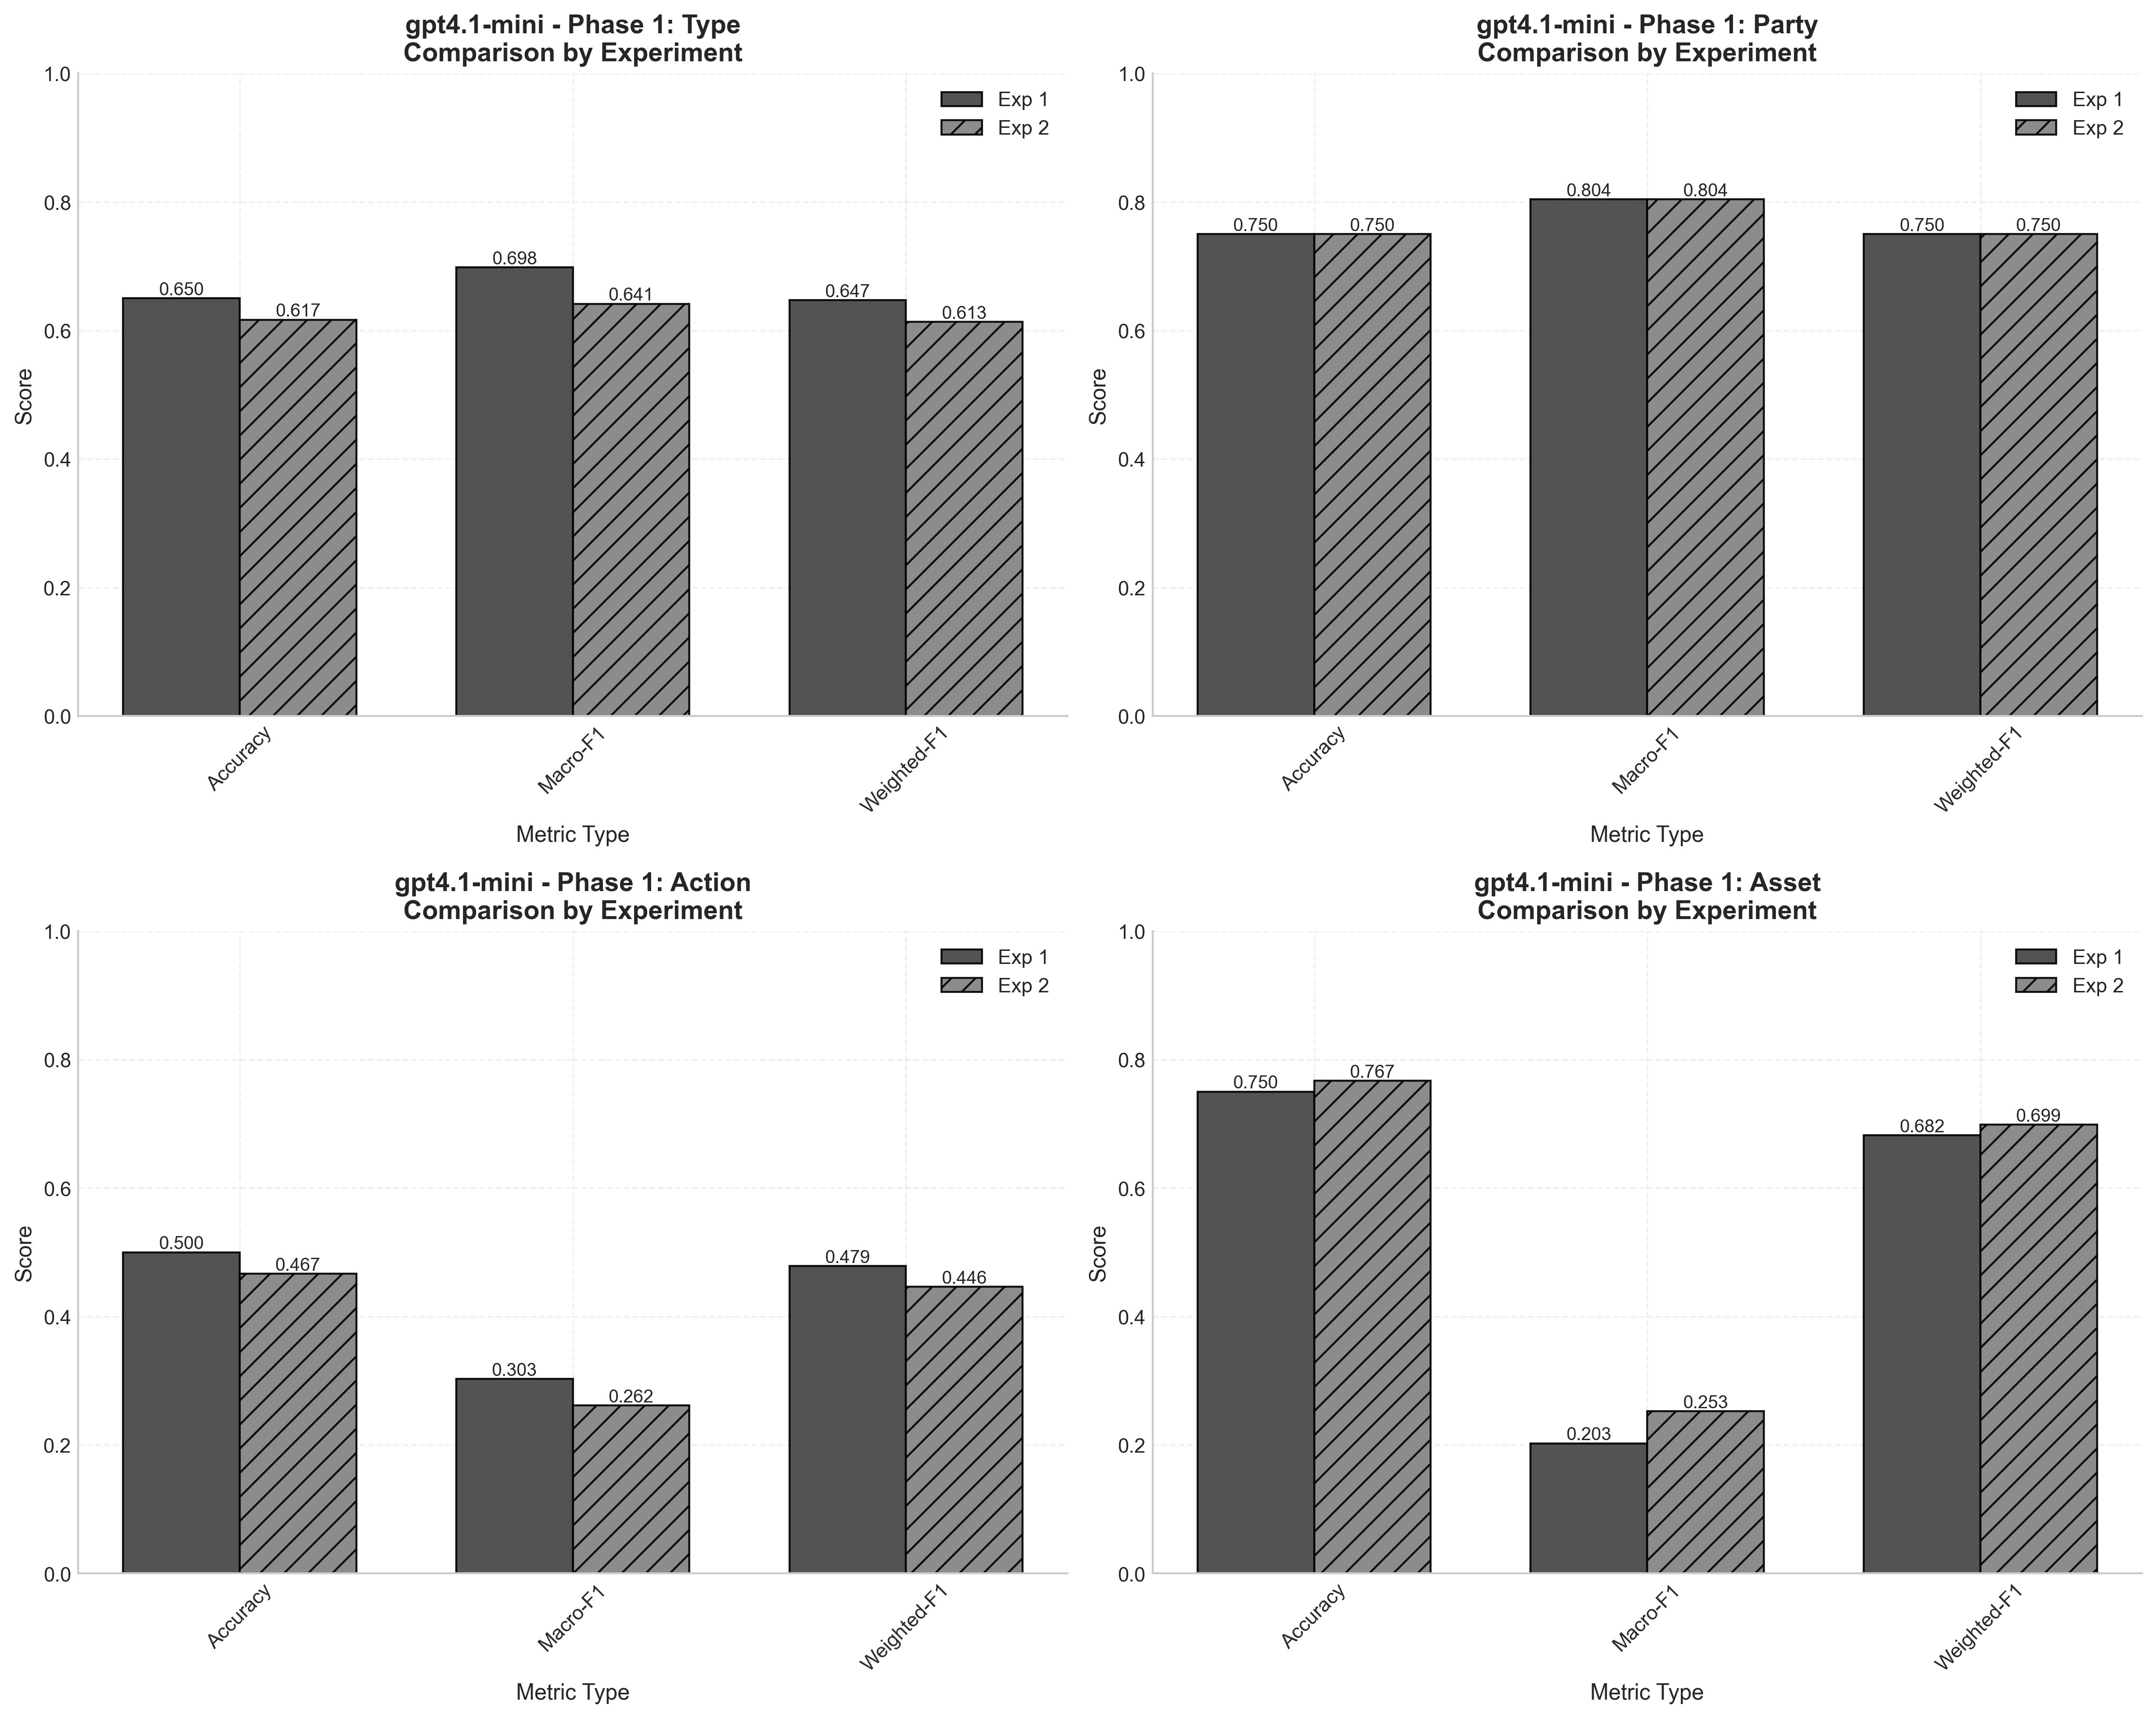 gpt4.1-mini - Phase 1: Type
Comparison by Experiment
1.0
0.8
0.6
0.4
0.2
0.0
Score
Exp 1
Exp 2
0.650
0.617
0.698
0.641
0.647
0.613
Accuracy
Macro-F1
Weighted-F1
Metric Type
gpt4.1-mini - Phase 1: Party
Comparison by Experiment
1.0
0.8
0.6
0.4
0.2
0.0
Score
Exp 1
Exp 2
0.750
0.750
0.804
0.804
0.750
0.750
Accuracy
Macro-F1
Weighted-F1
Metric Type
gpt4.1-mini - Phase 1: Action
Comparison by Experiment
1.0
0.8
0.6
0.4
0.2
0.0
Score
Exp 1
Exp 2
0.500
0.467
0.303
0.262
0.479
0.446
Accuracy
Macro-F1
Weighted-F1
Metric Type
gpt4.1-mini - Phase 1: Asset
Comparison by Experiment
1.0
0.8
0.6
0.4
0.2
0.0
Score
Exp 1
Exp 2
0.750
0.767
0.203
0.253
0.682
0.699
Accuracy
Macro-F1
Weighted-F1
Metric Type